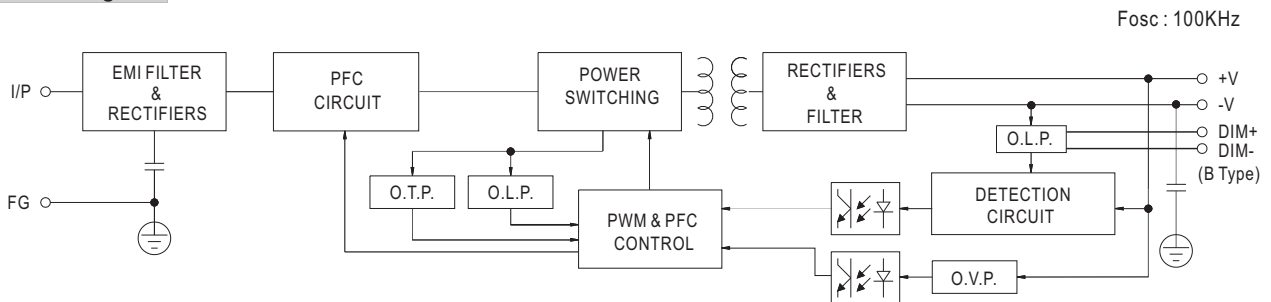 Fosc : 100KHz
I/P
EMI FILTER
&
RECTIFIERS
PFC
CIRCUIT
POWER
SWITCHING
RECTIFIERS
&
FILTER
+V
-V
DIM+
DIM-
(B Type)
O.L.P.
O.T.P.
O.L.P.
FG
PWM & PFC
CONTROL
DETECTION
CIRCUIT
O.V.P.